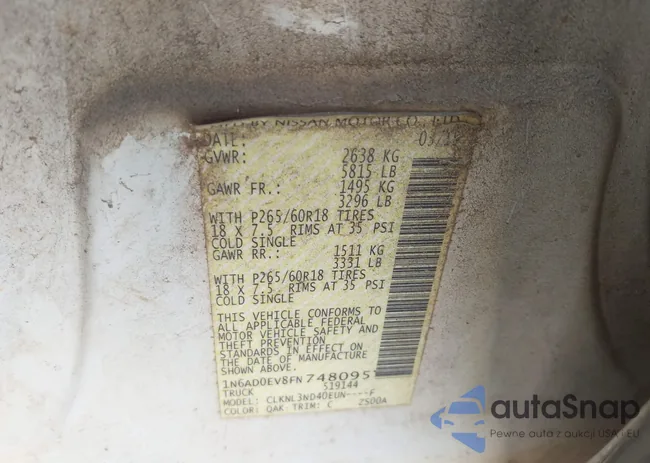 BY NISSAN MOTOR CO., LTD.
DATE: 03/1
GVWR: 2638 KG
5815 LB
GAWR FR.: 1495 KG
3296 LB
WITH P265/60R18 TIRES
18 X 7.5 RIMS AT 35 PSI
COLD SINGLE
GAWR RR.: 1511 KG
3331 LB
WITH P265/60R18 TIRES
18 X 7.5 RIMS AT 35 PSI
COLD SINGLE
THIS VEHICLE CONFORMS TO
ALL APPLICABLE FEDERAL
MOTOR VEHICLE SAFETY AND
THEFT PREVENTION
STANDARDS IN EFFECT ON
THE DATE OF MANUFACTURE
SHOWN ABOVE.
1N6AD0EV8FN 748095
TRUCK 519144
MODEL: CLKNL3ND40EUN----F
COLOR: QAK TRIM: C 2500A
autoSnap
Pewne auta z aukcji USA i EU